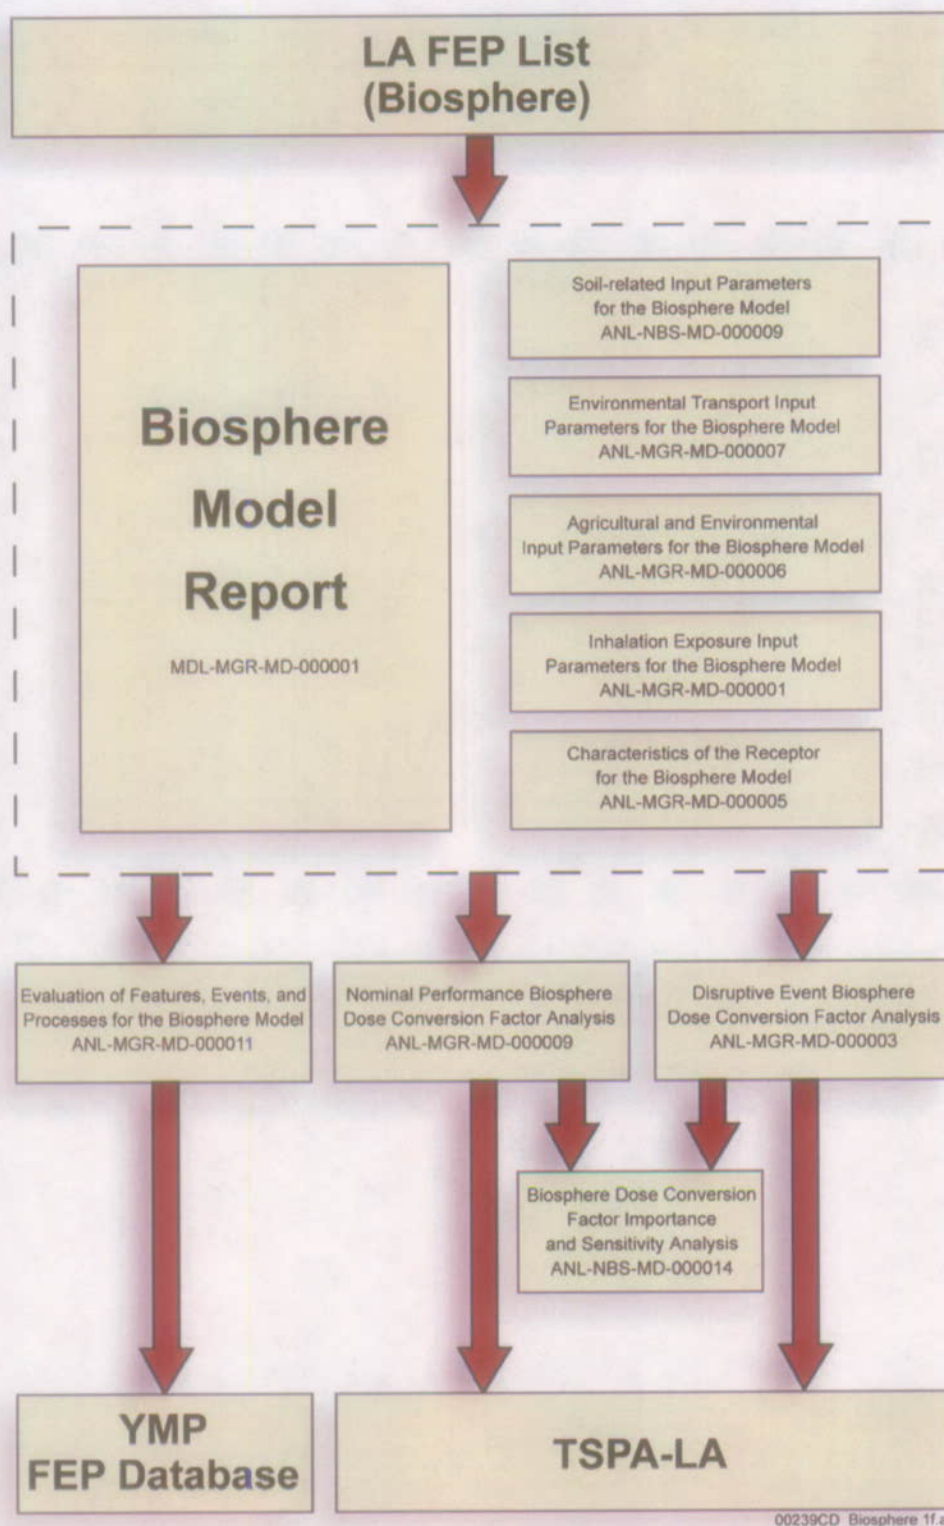 LA FEP List
(Biosphere)
Biosphere
Model
Report
MDL-MGR-MD-000001
Soil-related Input Parameters
for the Biosphere Model
ANL-NBS-MD-000009
Environmental Transport Input
Parameters for the Biosphere Model
ANL-MGR-MD-000007
Agricultural and Environmental
Input Parameters for the Biosphere Model
ANL-MGR-MD-000006
Inhalation Exposure Input
Parameters for the Biosphere Model
ANL-MGR-MD-000001
Characteristics of the Receptor
for the Biosphere Model
ANL-MGR-MD-000005
Evaluation of Features, Events, and
Processes for the Biosphere Model
ANL-MGR-MD-000011
Nominal Performance Biosphere
Dose Conversion Factor Analysis
ANL-MGR-MD-000009
Disruptive Event Biosphere
Dose Conversion Factor Analysis
ANL-MGR-MD-000003
Biosphere Dose Conversion
Factor Importance
and Sensitivity Analysis
ANL-NBS-MD-000014
YMP
FEP Database
TSPA-LA
00239CD_Biosphere 1f.a